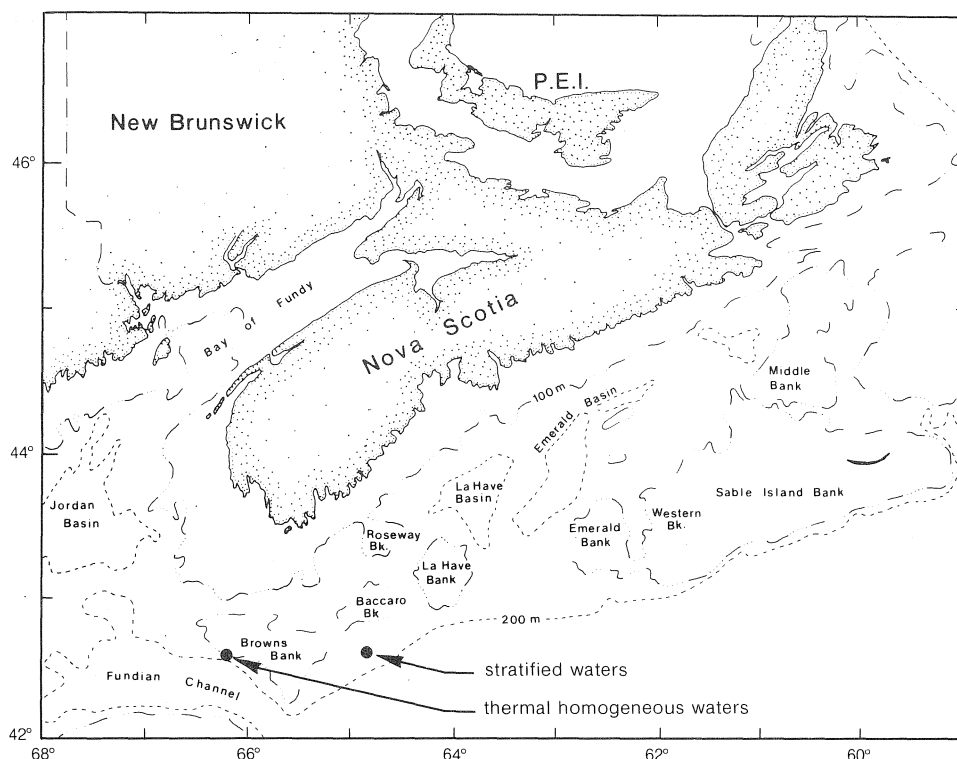 P.E.I.
New Brunswick
46°
Bay of Fundy
Nova Scotia
Middle
Bank
100 m
Emerald Basin
44°
La Have
Basin
Sable Island Bank
Jordan
Basin
Western
Bk.
Emerald
Bank
Roseway
Bk.
La Have
Bank
Baccaro
Bk
200 m
Browns
Bank
stratified waters
Fundian Channel
thermal homogeneous waters
42°
68°
66°
64°
62°
60°